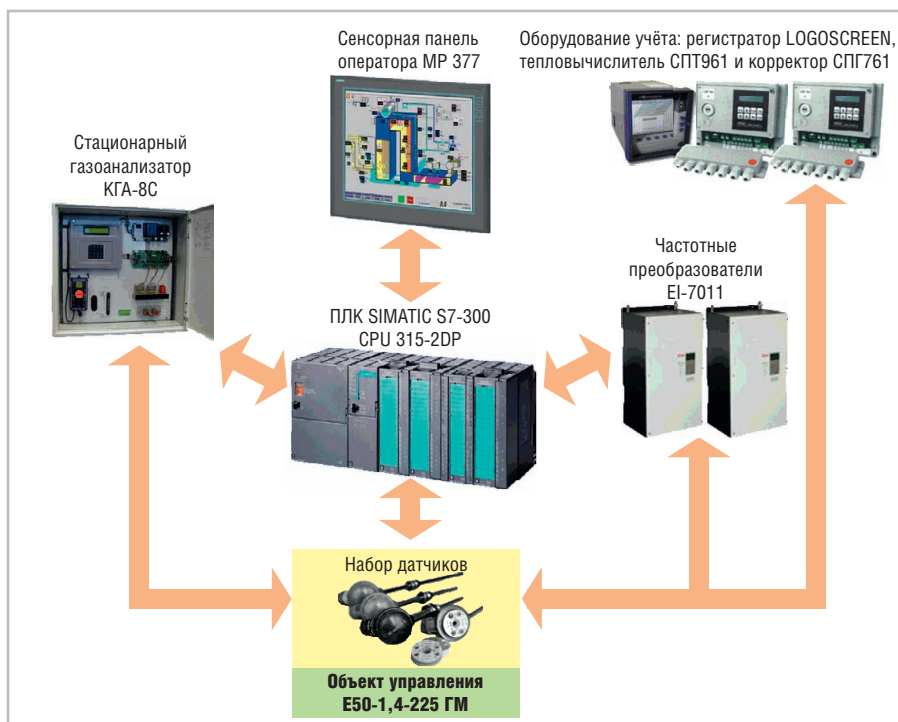 Сенсорная панель
оператора MP 377
Оборудование учёта: регистратор LOGOSCREEN,
тепловычислитель СПТ961 и корректор СПГ761
Стационарный
газоанализатор
КГА-8С
Частотные
преобразователи
EI-7011
ПЛК SIMATIC S7-300
CPU 315-2DP
Набор датчиков
Объект управления
Е50-1,4-225 ГМ